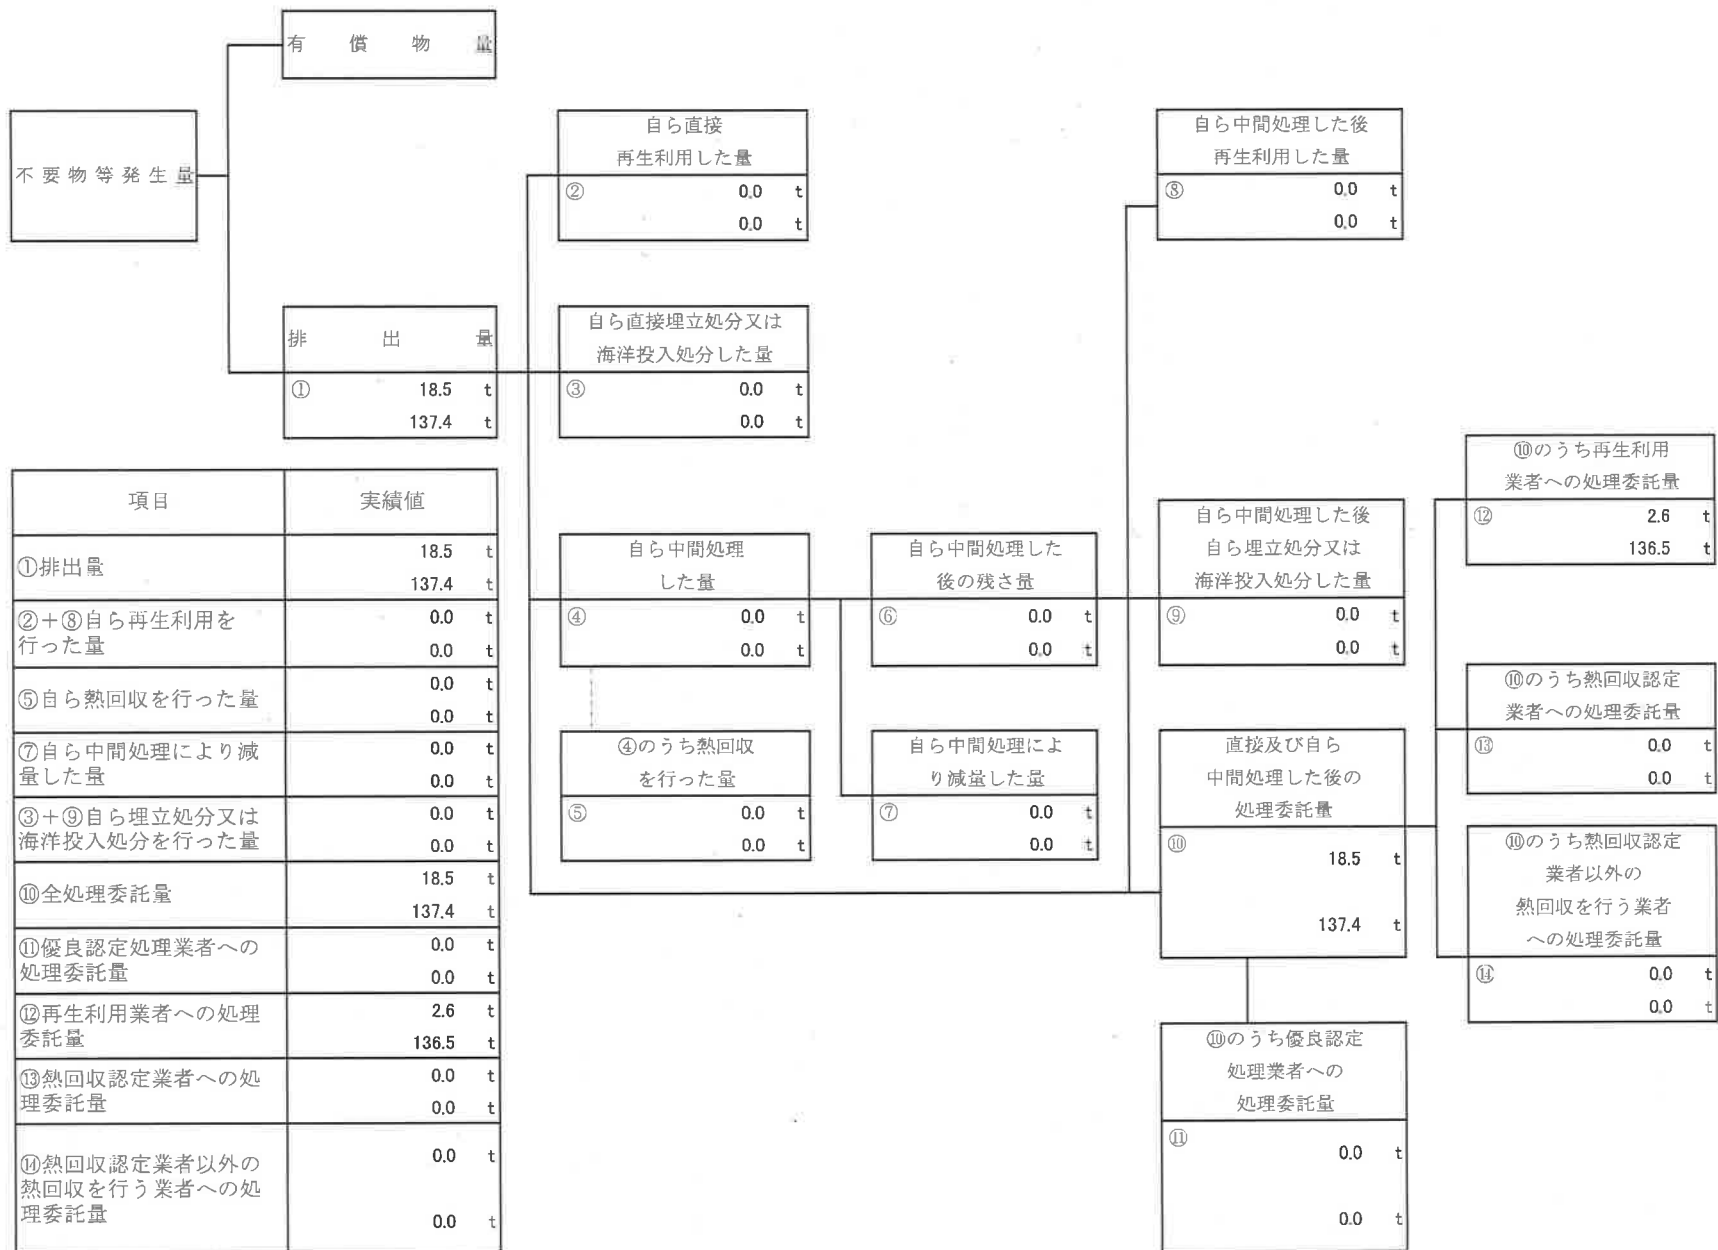 有償物量
不要物等発生量
排出量
① 18.5 t
137.4 t
自ら直接
再生利用した量
② 0.0 t
0.0 t
自ら直接埋立処分又は
海洋投入処分した量
③ 0.0 t
0.0 t
自ら中間処理
した量
④ 0.0 t
0.0 t
④のうち熱回収
を行った量
⑤ 0.0 t
0.0 t
自ら中間処理した
後の残さ量
⑥ 0.0 t
0.0 t
自ら中間処理によ
り減量した量
⑦ 0.0 t
0.0 t
自ら中間処理した後
再生利用した量
⑧ 0.0 t
0.0 t
自ら中間処理した後
自ら埋立処分又は
海洋投入処分した量
⑨ 0.0 t
0.0 t
直接及び自ら
中間処理した後の
処理委託量
⑩ 18.5 t
137.4 t
⑩のうち優良認定
処理業者への
処理委託量
⑪ 0.0 t
0.0 t
⑩のうち再生利用
業者への処理委託量
⑫ 2.6 t
136.5 t
⑩のうち熱回収認定
業者への処理委託量
⑬ 0.0 t
0.0 t
⑩のうち熱回収認定
業者以外の
熱回収を行う業者
への処理委託量
⑭ 0.0 t
0.0 t
項目 実績値
①排出量 18.5 t
137.4 t
②+⑧自ら再生利用を 0.0 t
行った量 0.0 t
⑤自ら熱回収を行った量 0.0 t
0.0 t
⑦自ら中間処理により減 0.0 t
量した量 0.0 t
③+⑨自ら埋立処分又は 0.0 t
海洋投入処分を行った量 0.0 t
⑩全処理委託量 18.5 t
137.4 t
⑪優良認定処理業者への 0.0 t
処理委託量 0.0 t
⑫再生利用業者への処理 2.6 t
委託量 136.5 t
⑬熱回収認定業者への処 0.0 t
理委託量 0.0 t
⑭熱回収認定業者以外の 0.0 t
熱回収を行う業者への処
理委託量 0.0 t